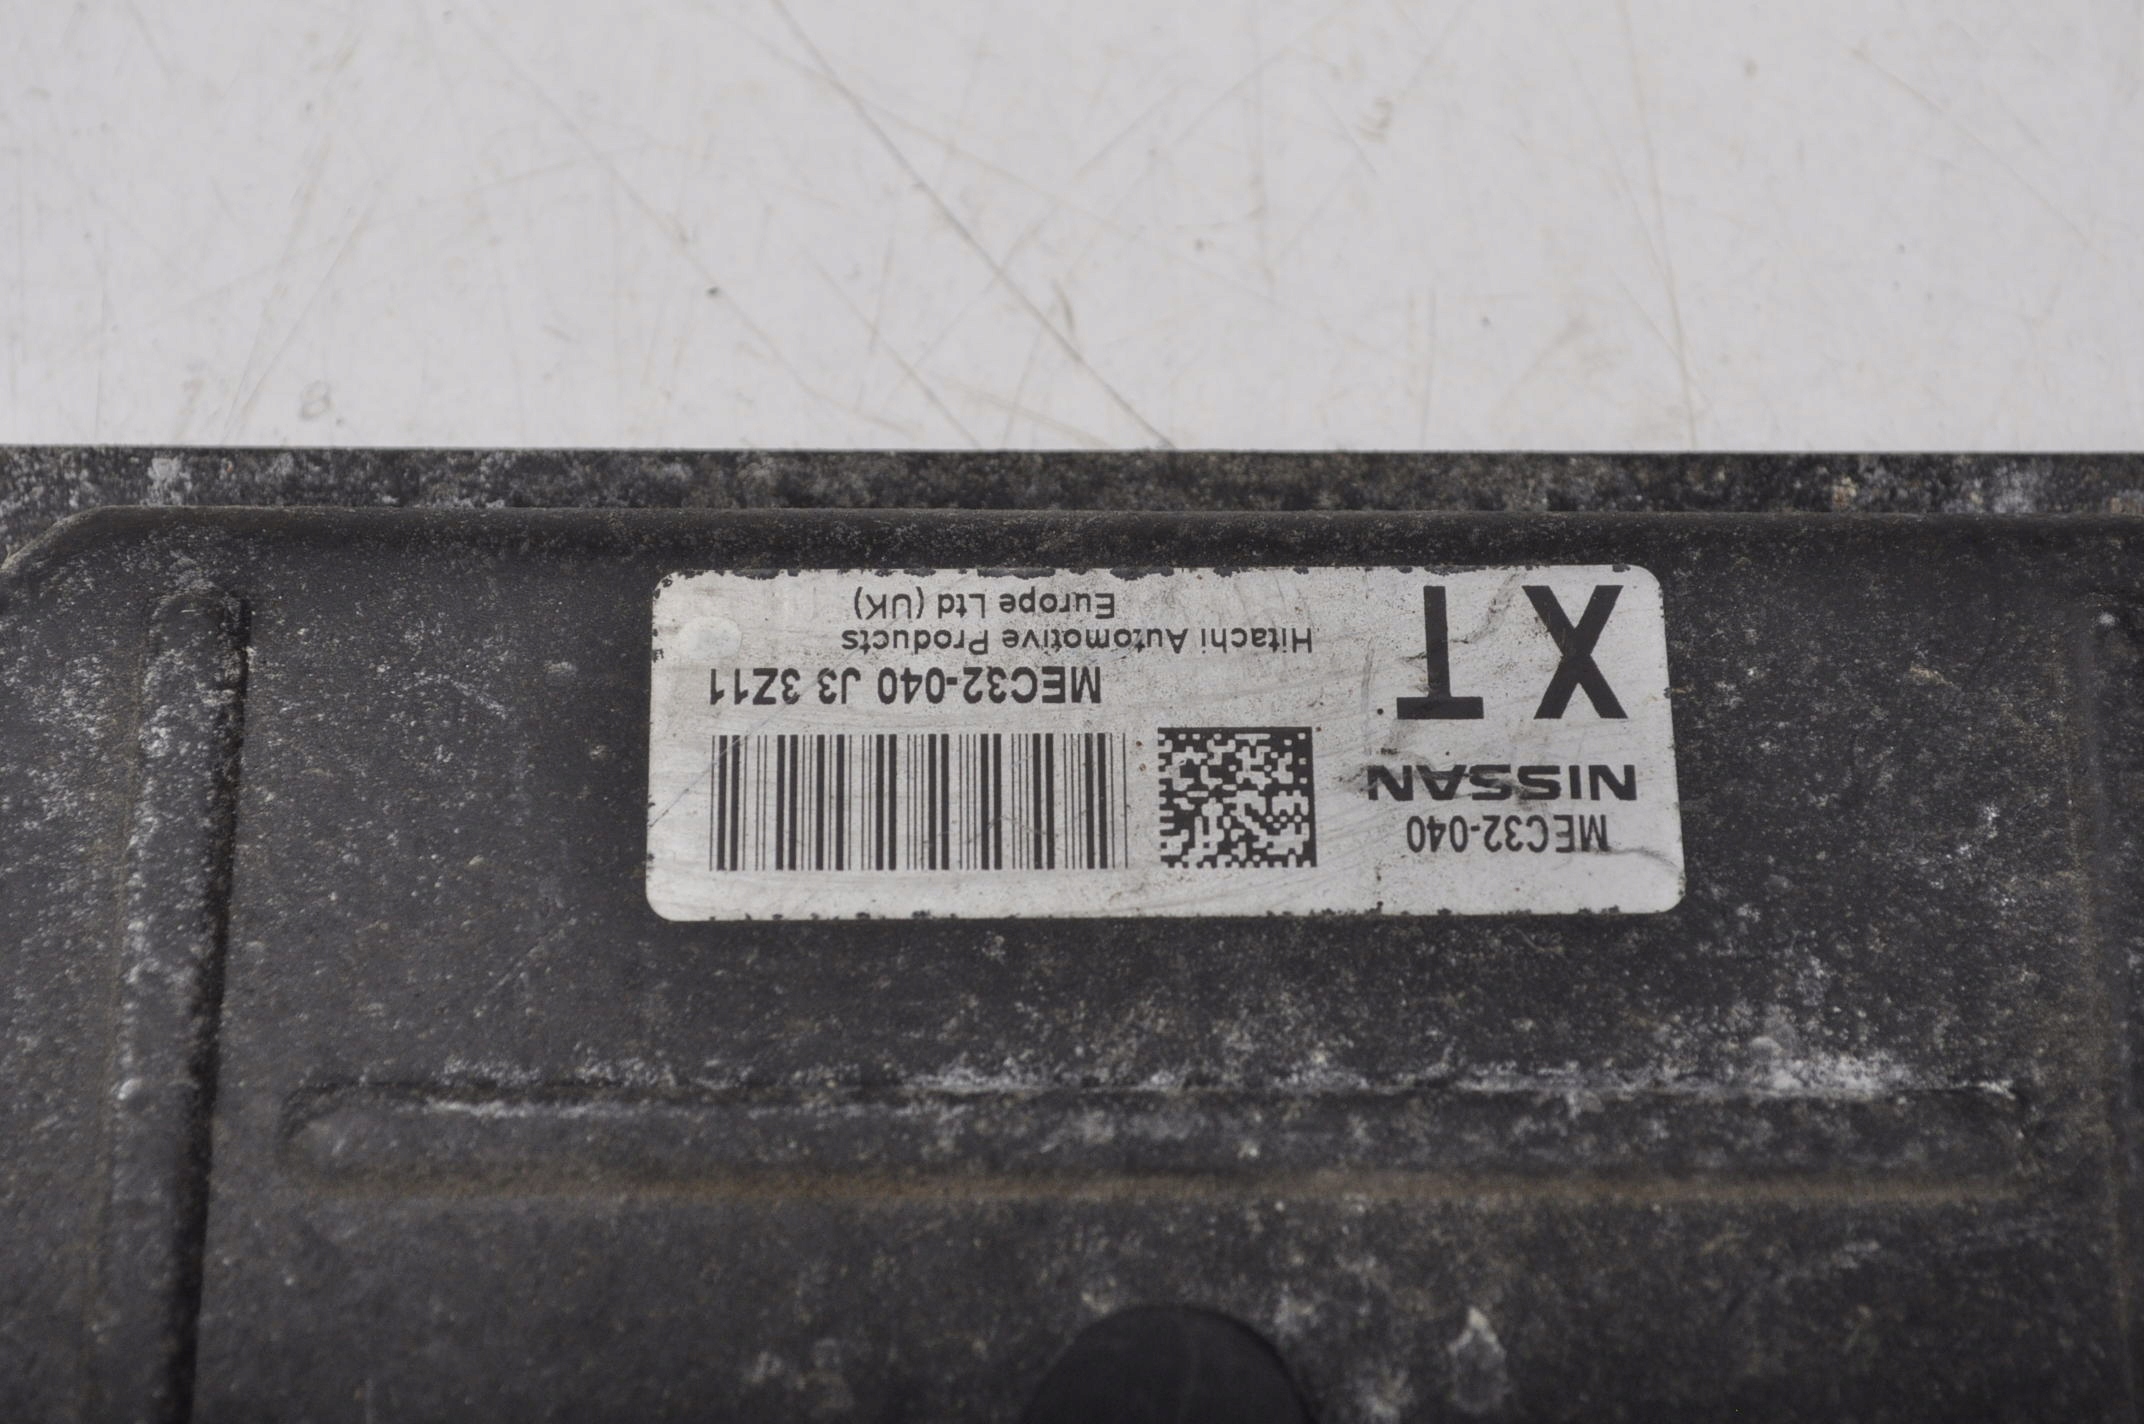 MEC32-040
NISSAN
XT
MEC32-040 J3 3Z11
Hitachi Automotive Products
Europe Ltd (UK)